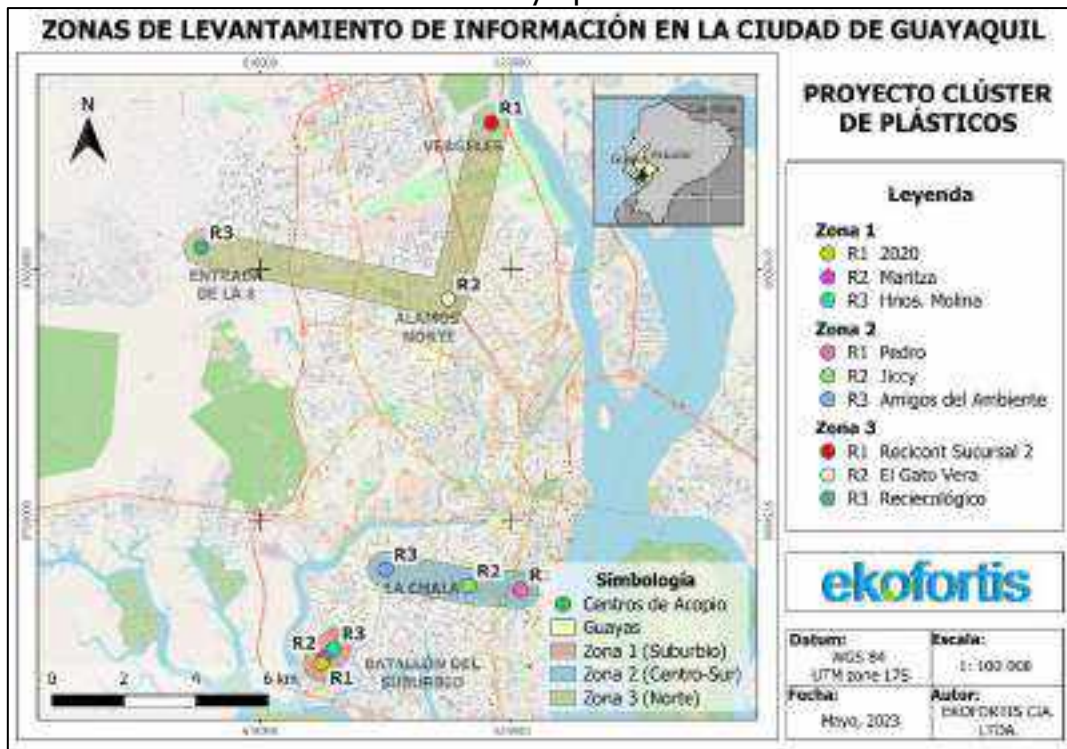 ZONAS DE LEVANTAMIENTO DE INFORMACIÓN EN LA CIUDAD DE GUAYAQUIL
N
R1
VERGELES
R3
ENTRADA
DE LA 8
R2
ALAMOS
NORTE
R3
LA CHALA
R2
R
R2
R3
R1
BATALLÓN DEL
SUBURBIO
0 2 4 6 km
Simbología
Centros de Acopio
Guayas
Zona 1 (Suburbio)
Zona 2 (Centro-Sur)
Zona 3 (Norte)
PROYECTO CLÚSTER
DE PLÁSTICOS
Leyenda
Zona 1
R1 2020
R2 Maritza
R3 Hnos. Molina
Zona 2
R1 Pedro
R2 Jiccy
R3 Amigos del Ambiente
Zona 3
R1 Recicont Sucursal 2
R2 El Gato Vera
R3 Reciecológico
ekofortis
Datum:
WGS 84
UTM zone 17S
Escala:
1: 100 000
Fecha:
Mayo, 2023
Autor:
EKOFORTIS CIA.
LTDA.